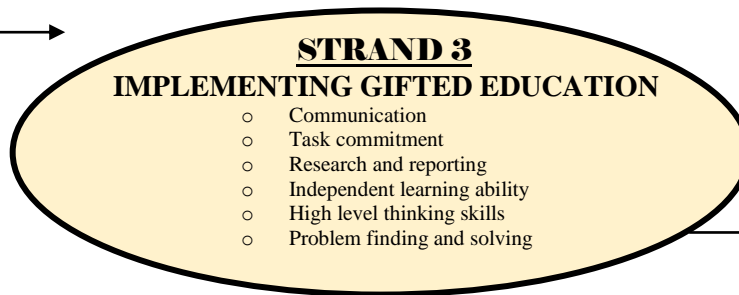 STRAND 3
IMPLEMENTING GIFTED EDUCATION
o Communication
o Task commitment
o Research and reporting
o Independent learning ability
o High level thinking skills
o Problem finding and solving